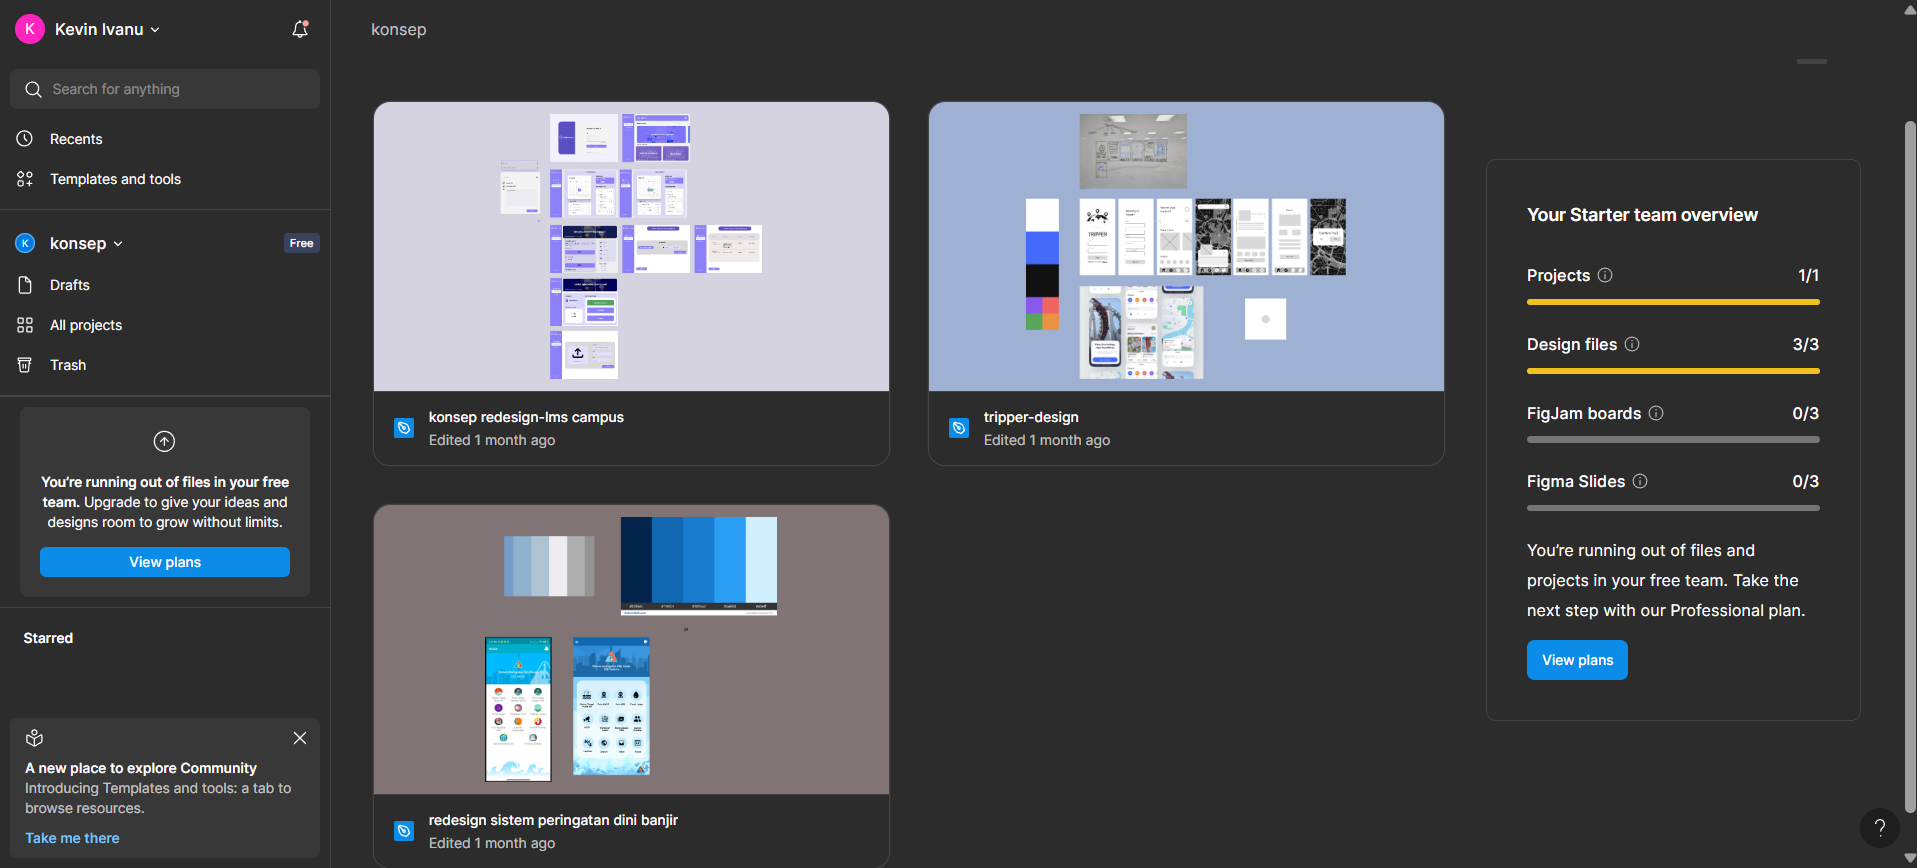 K
Kevin Ivanu
Search for anything
Recents
Templates and tools
K
konsep
Free
Drafts
All projects
Trash
You're running out of files in your free
team. Upgrade to give your ideas and
designs room to grow without limits.
View plans
Starred
A new place to explore Community
Introducing Templates and tools: a tab to
browse resources.
Take me there
konsep
konsep redesign-lms campus
Edited 1 month ago
TRIPPER
tripper-design
Edited 1 month ago
redesign sistem peringatan dini banjir
Edited 1 month ago
Your Starter team overview
Projects
1/1
Design files
3/3
FigJam boards
0/3
Figma Slides
0/3
You're running out of files and
projects in your free team. Take the
next step with our Professional plan.
View plans
?